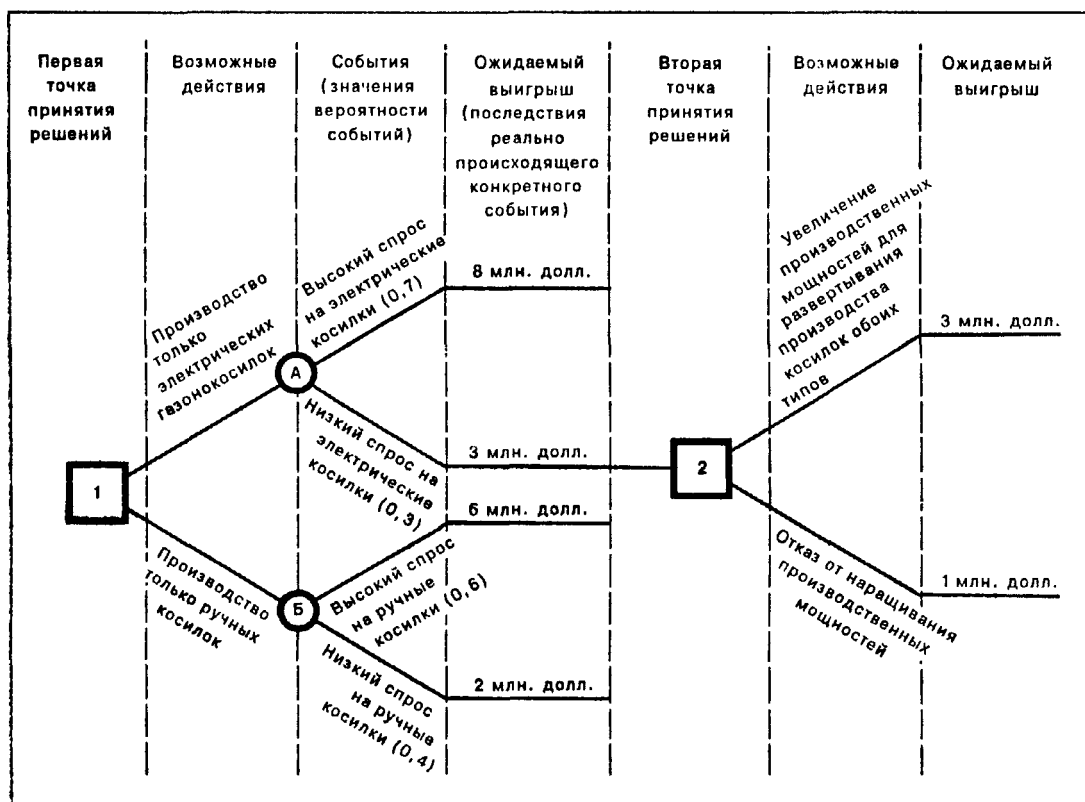 Первая
точка
принятия
решений
Возможные
действия
События
(значения
вероятности
событий)
Ожидаемый
выигрыш
(последствия
реально
происходящего
конкретного
события)
Вторая
точка
принятия
решений
Возможные
действия
Ожидаемый
выигрыш
1
Производство
только
электрических
газонокосилок
А
Высокий спрос
на электрические
косилки (0,7)
8 млн. долл.
Низкий спрос на
электрические
косилки (0,3)
3 млн. долл.
Производство
только ручных
косилок
Б
Высокий спрос
на ручные
косилки (0,6)
6 млн. долл.
Низкий спрос
на ручные
косилки (0,4)
2 млн. долл.
2
Увеличение
производственных
мощностей для
развертывания
производства
косилок обоих
типов
3 млн. долл.
Отказ от наращивания
производственных
мощностей
1 млн. долл.